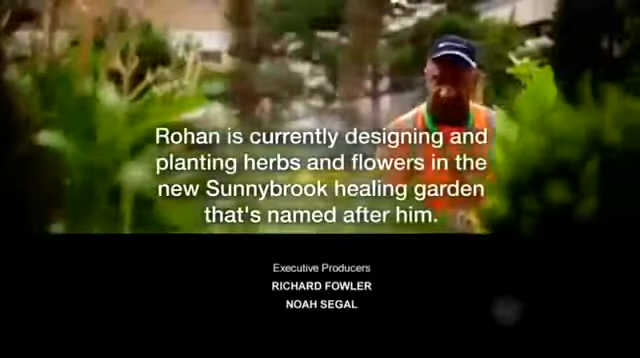 Rohan is currently designing and
planting herbs and flowers in the
new Sunnybrook healing garden
that's named after him.
Executive Producers
RICHARD FOWLER
NOAH SEGAL